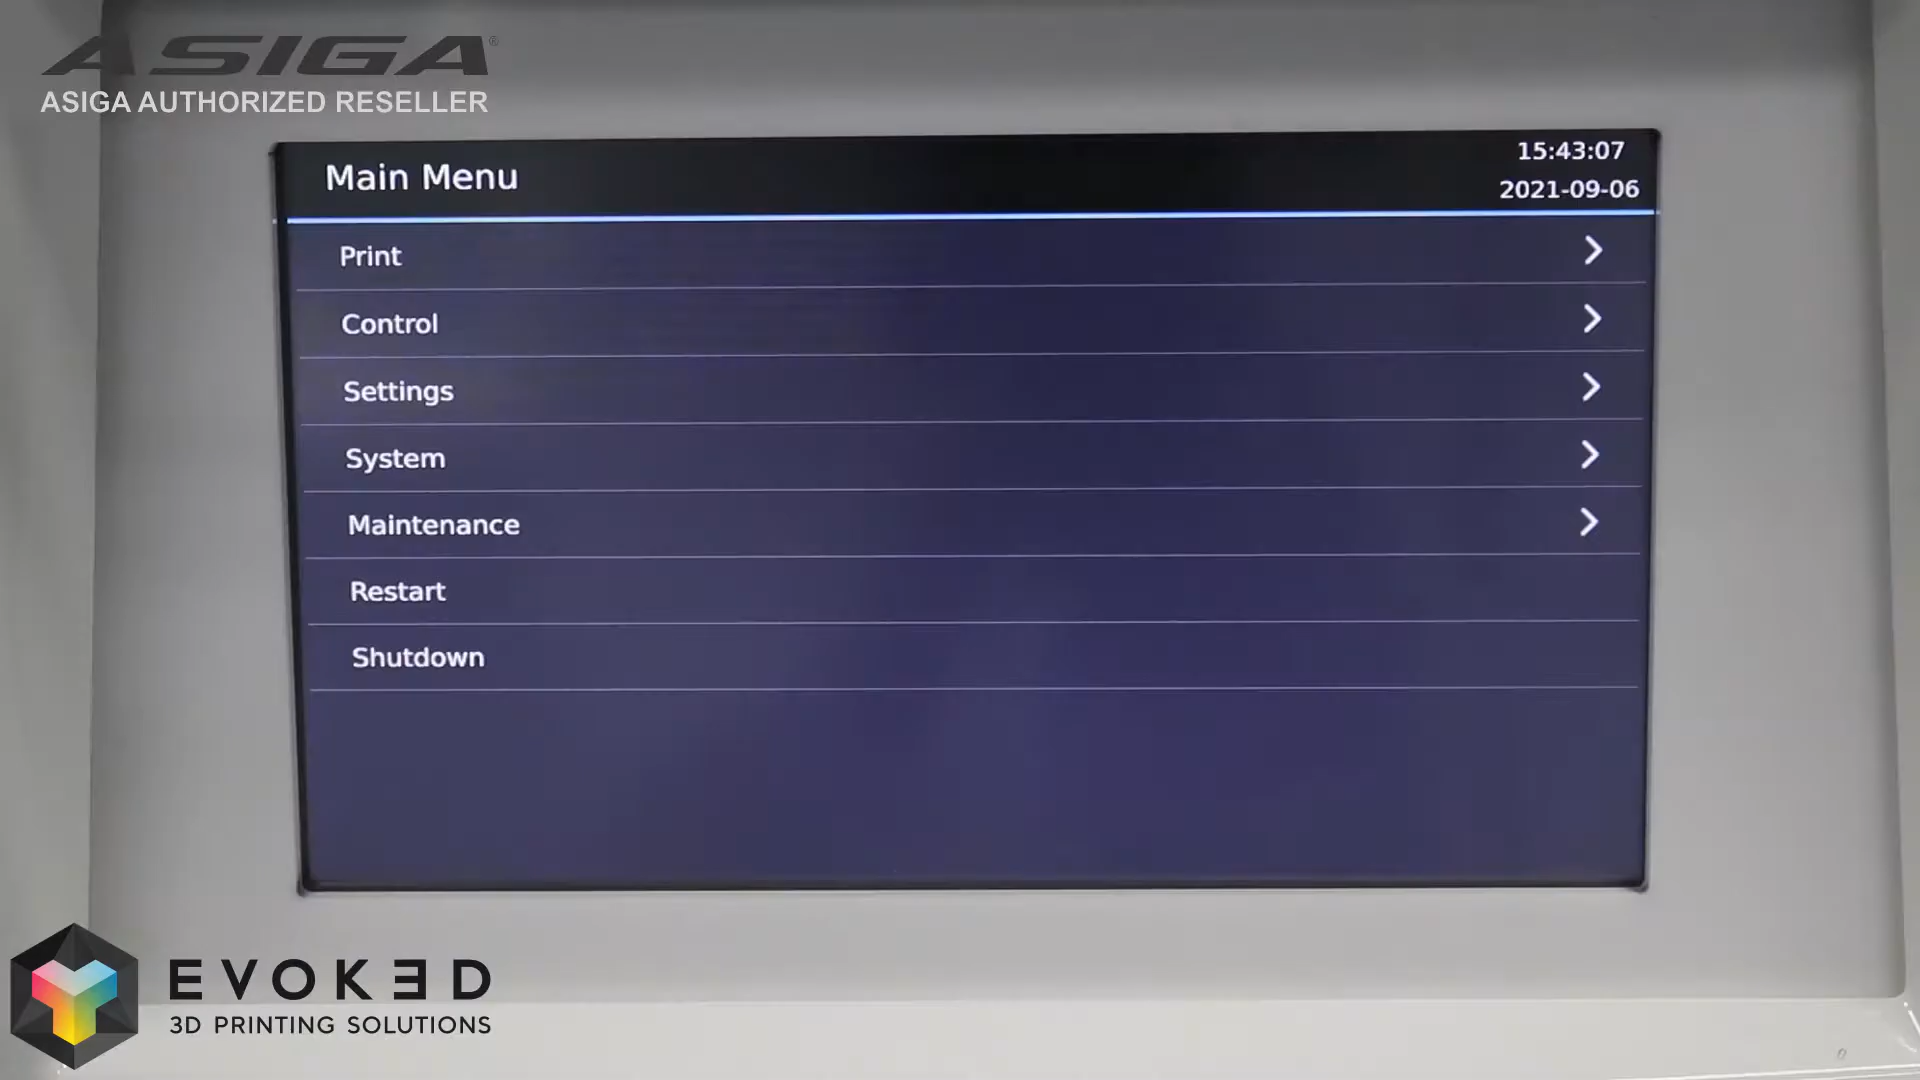 ASIGA®
ASIGA AUTHORIZED RESELLER
Main Menu
15:43:07
2021-09-06
Print
Control
Settings
System
Maintenance
Restart
Shutdown
EVOKED
3D PRINTING SOLUTIONS